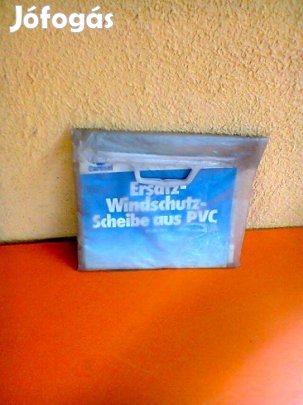 Jófogás
Ersatz-
Windschutz-
Scheibe aus PVC